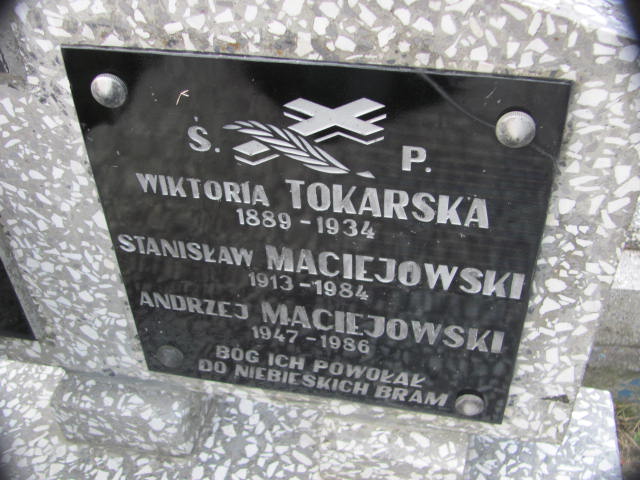 Ś. P.
WIKTORIA TOKARSKA
1889-1934
STANISŁAW MACIEJOWSKI
1913-1984
ANDRZEJ MACIEJOWSKI
1947-1986
BÓG ICH POWOŁAŁ
DO NIEBIESKICH BRAM